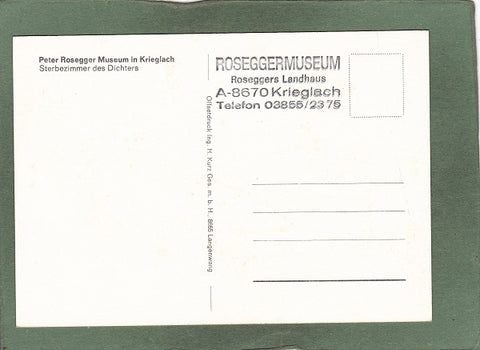 Peter Rosegger Museum in Krieglach
Sterbezimmer des Dichters
ROSEGGERMUSEUM
Roseggers Landhaus
A-8670 Krieglach
Telefon 03855/2375
Offsetdruck Ing. H. Kurz Ges. m. b. H., 8665 Langenwang